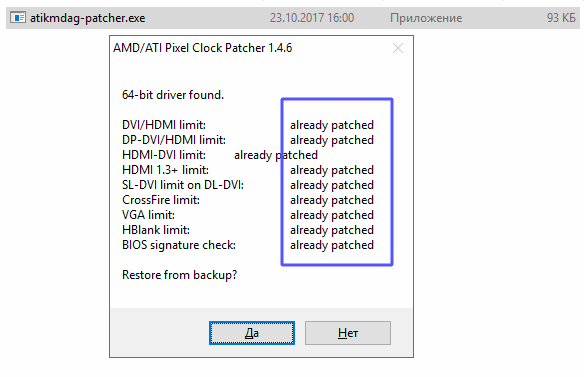 atikmdag-patcher.exe 23.10.2017 16:00 Приложение 93 КБ
AMD/ATI Pixel Clock Patcher 1.4.6
64-bit driver found.
DVI/HDMI limit: already patched
DP-DVI/HDMI limit: already patched
HDMI-DVI limit: already patched
HDMI 1.3+ limit: already patched
SL-DVI limit on DL-DVI: already patched
CrossFire limit: already patched
VGA limit: already patched
HBlank limit: already patched
BIOS signature check: already patched
Restore from backup?
Да Нет